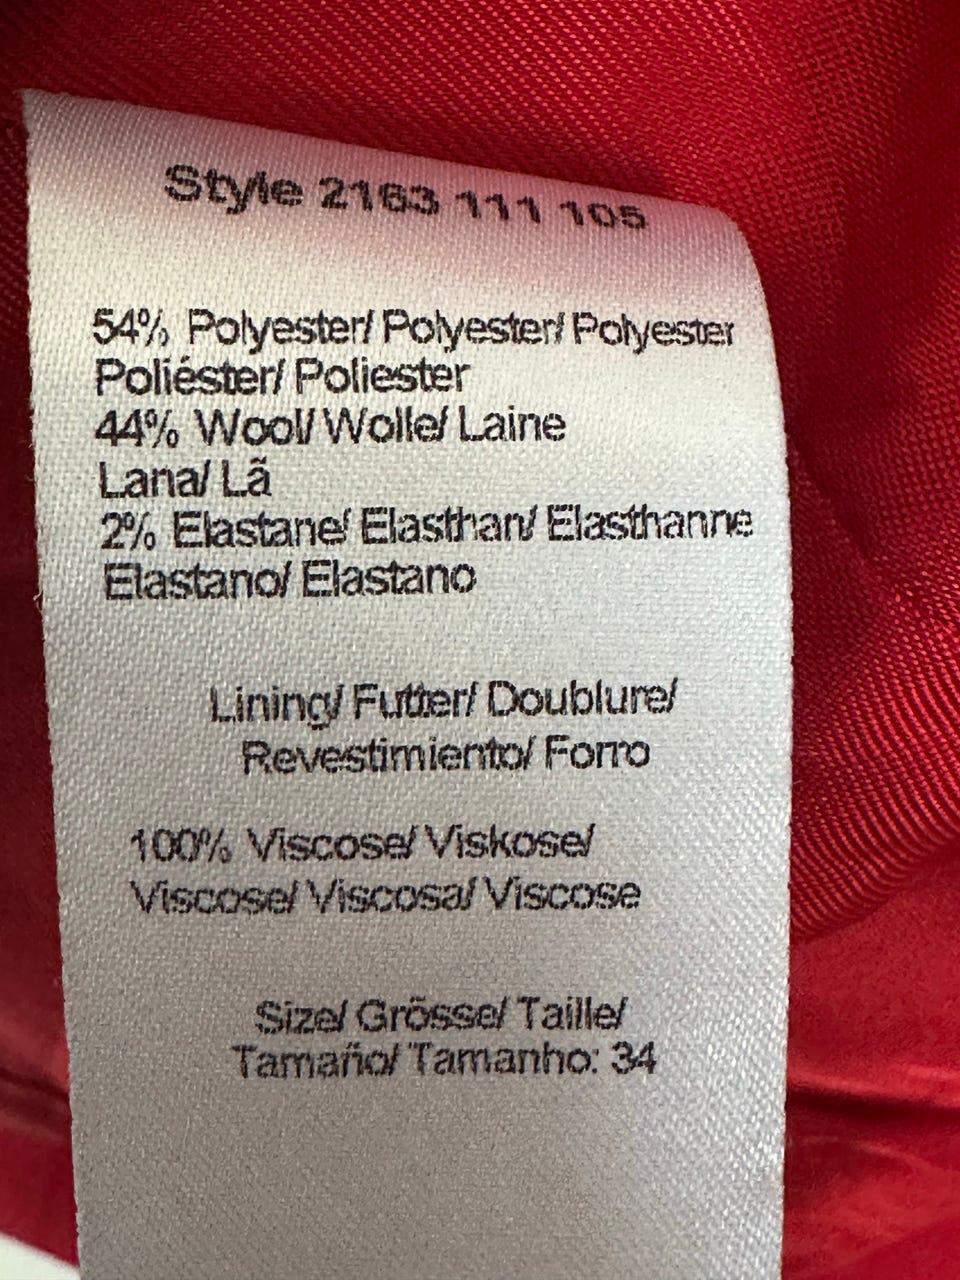 Style 2163 111 105
54% Polyester/ Polyester/ Polyester
Poliéster/ Poliester
44% Wool/ Wolle/ Laine
Lana/ Lã
2% Elastane/ Elasthan/ Elasthanne
Elastano/ Elastano
Lining/ Futter/ Doublure/
Revestimiento/ Forro
100% Viscose/ Viskose/
Viscose/ Viscosa/ Viscose
Size/ Grösse/ Taille/
Tamaño/ Tamanho: 34